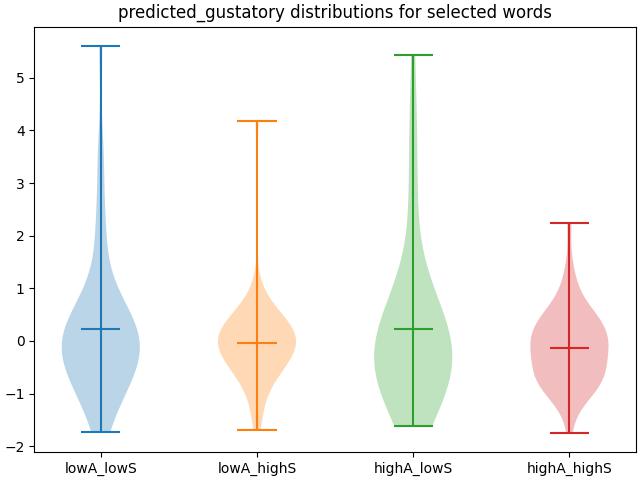 predicted_gustatory distributions for selected words
5
4
3
2
1
0
−1
−2
lowA_lowS
lowA_highS
highA_lowS
highA_highS